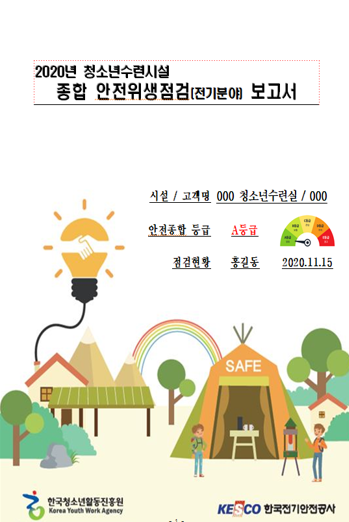 2020년 청소년수련시설
종합 안전위생점검(전기분야) 보고서
시설 / 고객명 000 청소년수련실 / 000
안전종합 등급 A등급
점검현황 홍길동 2020.11.15
SAFE
한국청소년활동진흥원
Korea Youth Work Agency
KESCO 한국전기안전공사
- 1 -